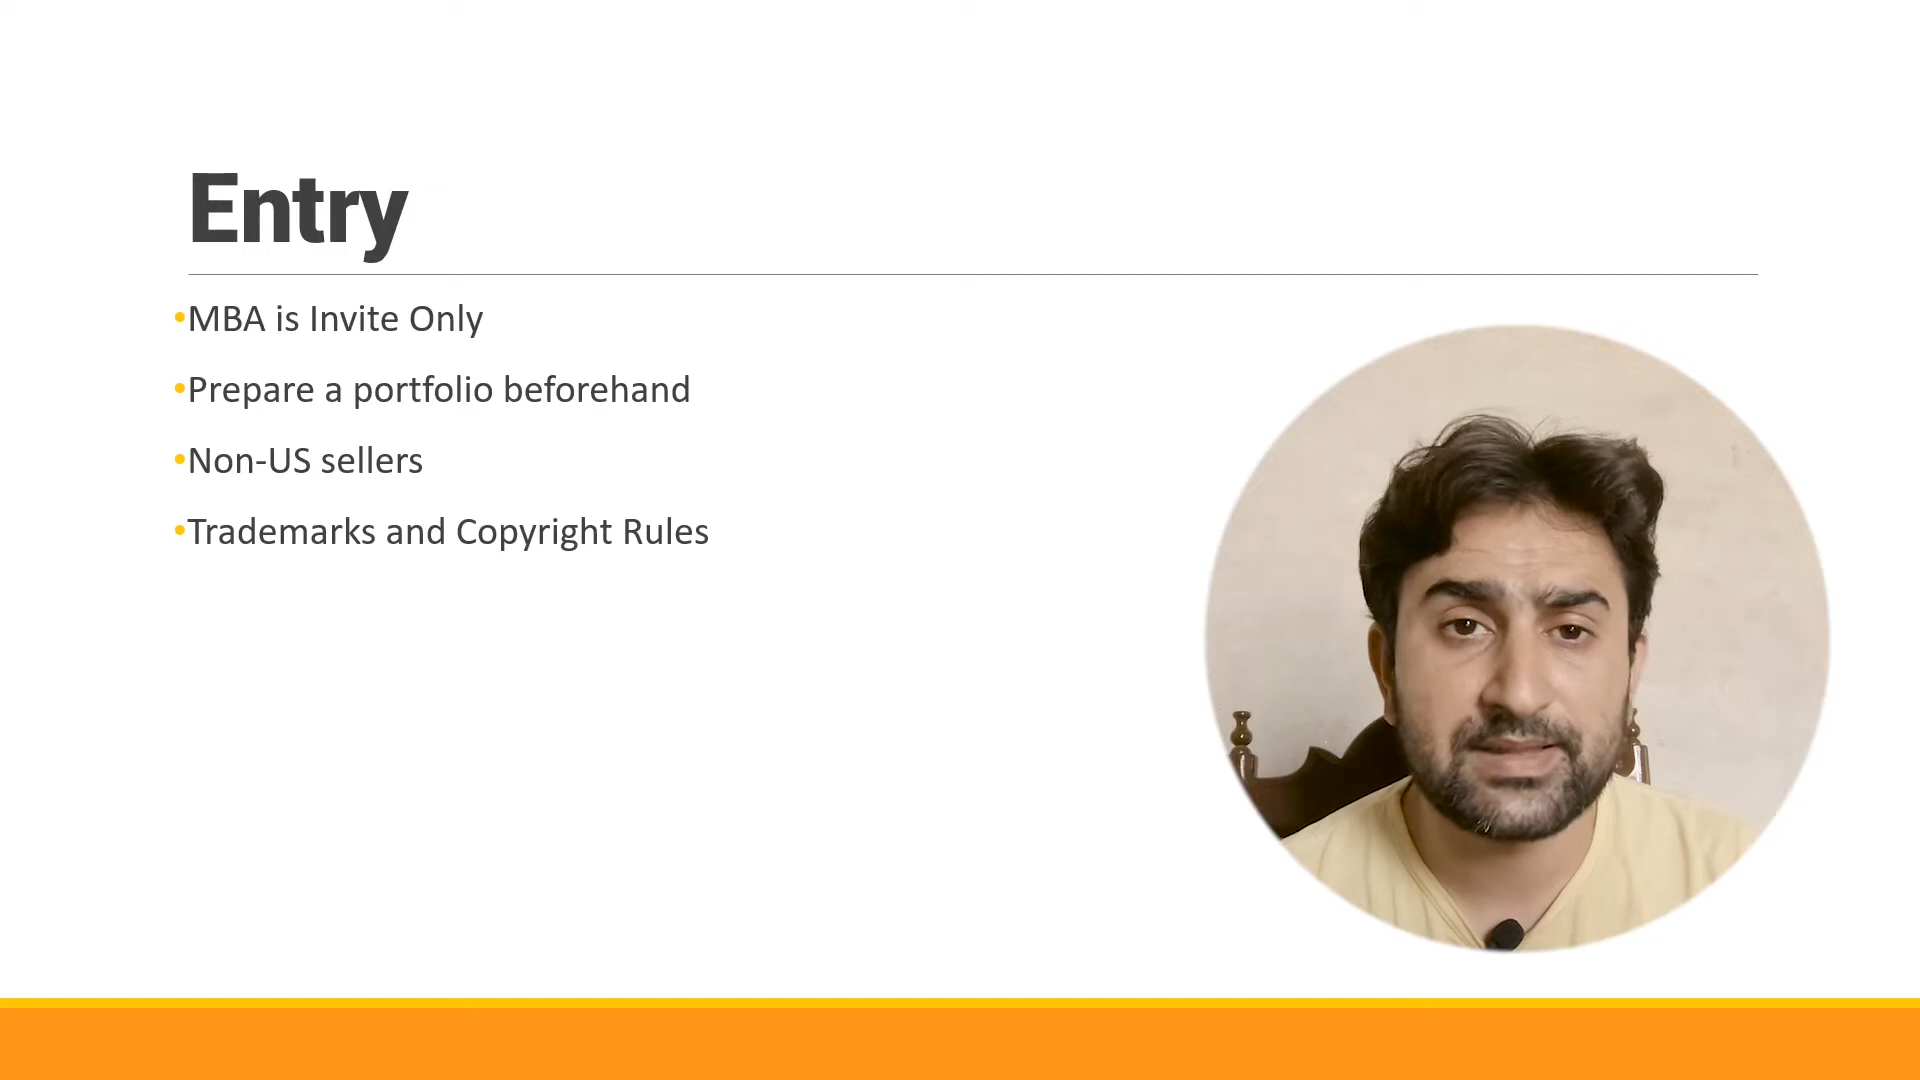 Entry
•MBA is Invite Only
•Prepare a portfolio beforehand
•Non-US sellers
•Trademarks and Copyright Rules